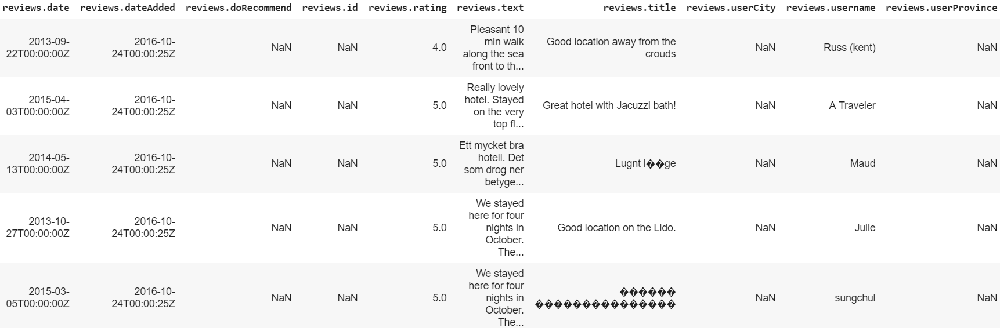 reviews.date reviews.dateAdded reviews.doRecommend reviews.id reviews.rating reviews.text reviews.title reviews.userCity reviews.username reviews.userProvince
2013-09-22T00:00:00Z 2016-10-24T00:00:25Z NaN NaN 4.0 Pleasant 10 min walk along the sea front to th... Good location away from the crouds NaN Russ (kent) NaN
2015-04-03T00:00:00Z 2016-10-24T00:00:25Z NaN NaN 5.0 Really lovely hotel. Stayed on the very top fl... Great hotel with Jacuzzi bath! NaN A Traveler NaN
2014-05-13T00:00:00Z 2016-10-24T00:00:25Z NaN NaN 5.0 Ett mycket bra hotell. Det som drog ner betyge... Lugnt l��ge NaN Maud NaN
2013-10-27T00:00:00Z 2016-10-24T00:00:25Z NaN NaN 5.0 We stayed here for four nights in October. The... Good location on the Lido. NaN Julie NaN
2015-03-05T00:00:00Z 2016-10-24T00:00:25Z NaN NaN 5.0 We stayed here for four nights in October. The... ������ ��������������� NaN sungchul NaN